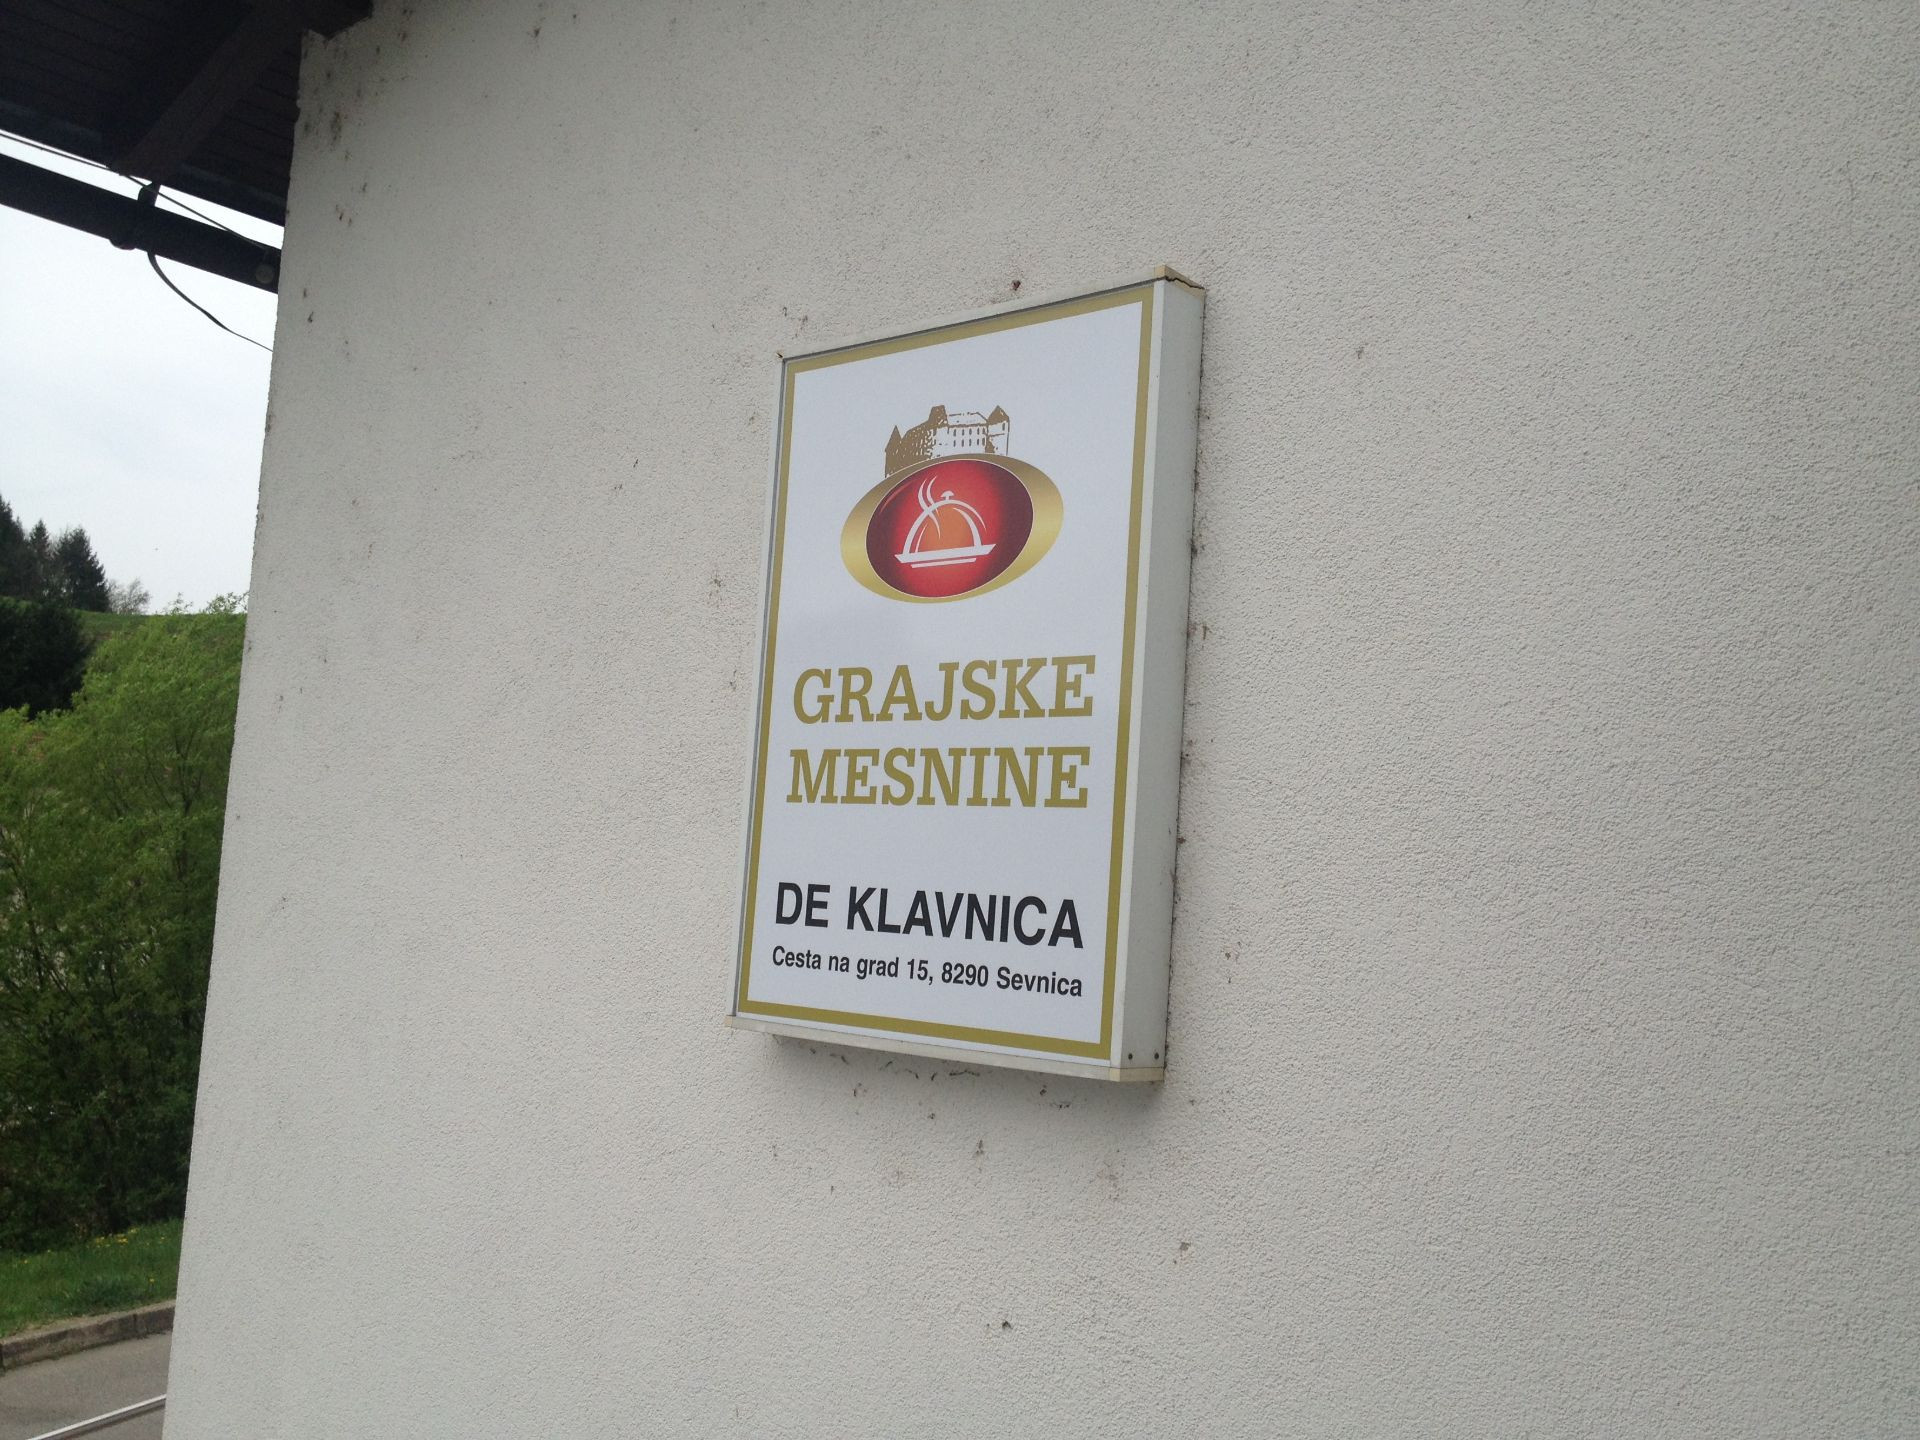 GRAJSKE
MESNINE
DE KLAVNICA
Cesta na grad 15, 8290 Sevnica